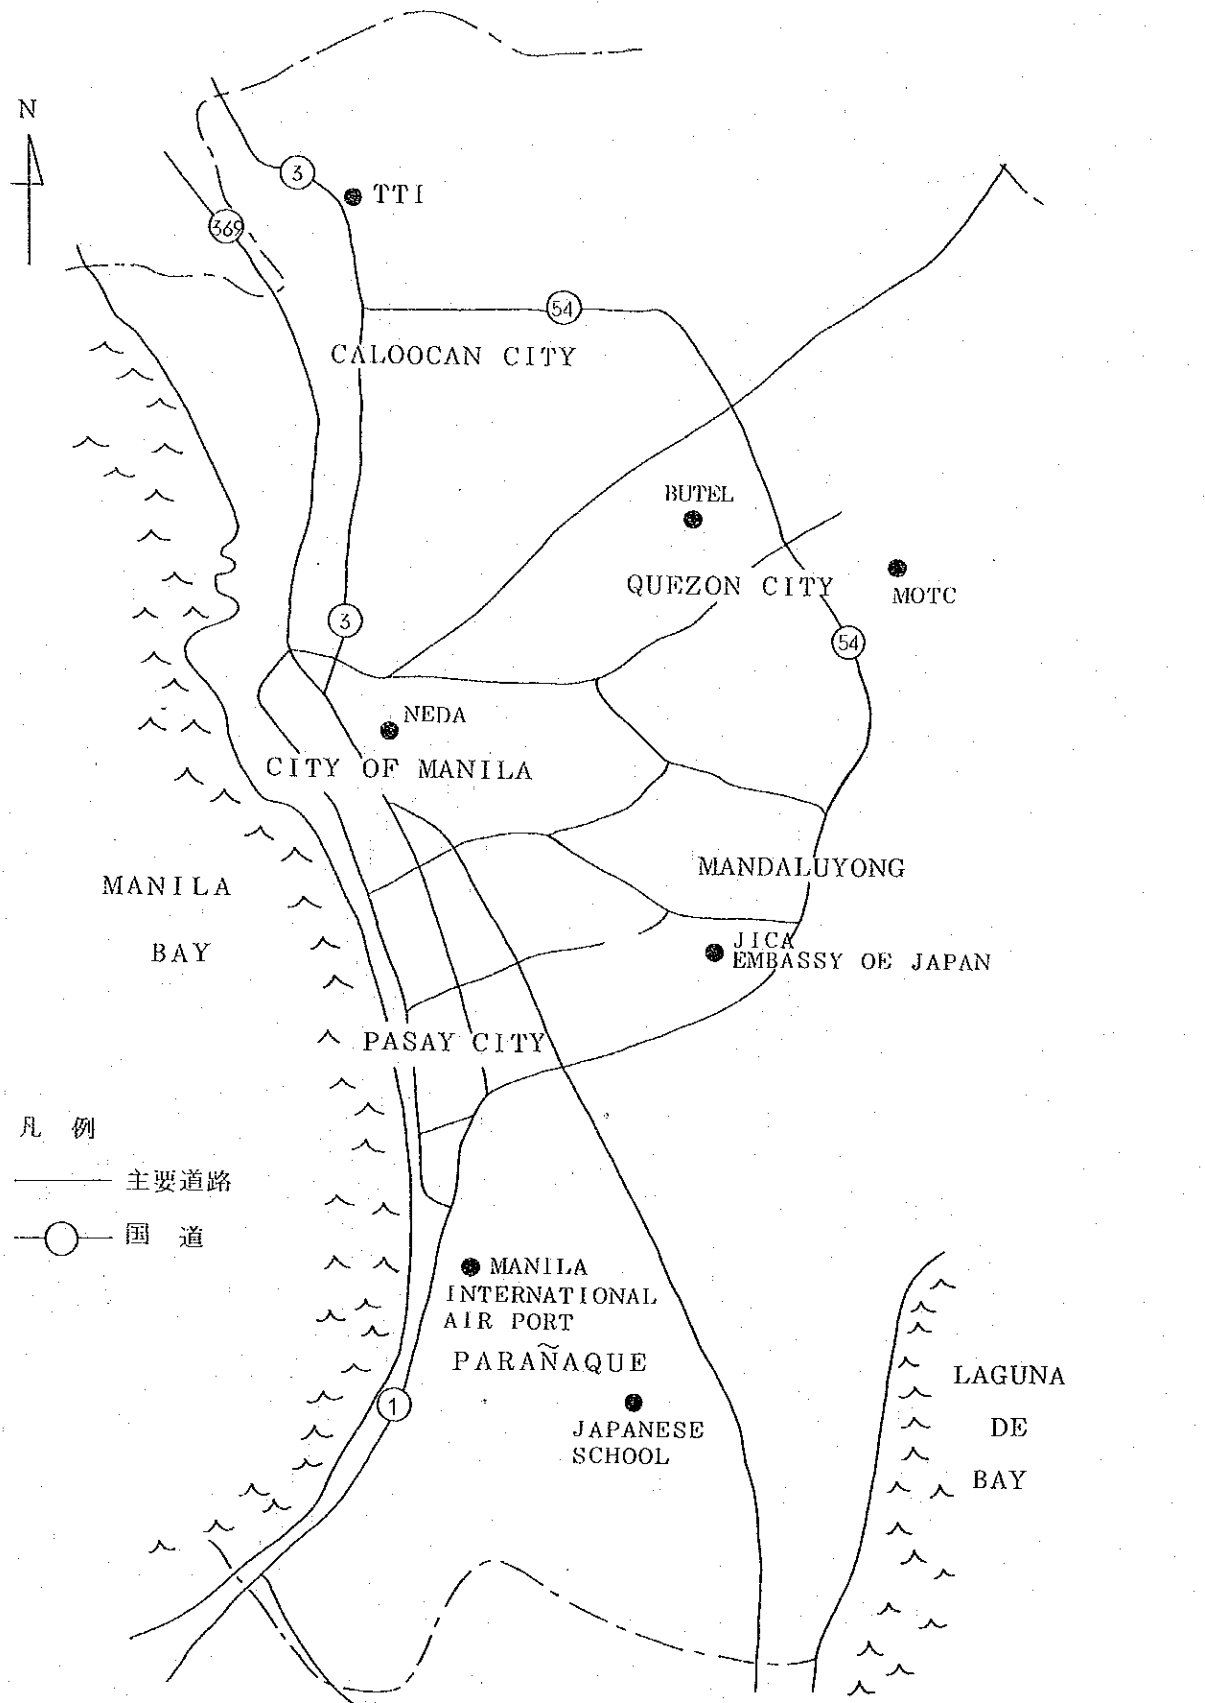 N
3
TTI
369
54
CALOOCAN CITY
BUTEL
QUEZON CITY
MOTC
3
54
NEDA
CITY OF MANILA
MANDALUYONG
MANILA
BAY
JICA
EMBASSY OE JAPAN
PASAY CITY
凡 例
主要道路
国 道
MANILA
INTERNATIONAL
AIR PORT
PARAÑAQUE
1
JAPANESE
SCHOOL
LAGUNA
DE
BAY